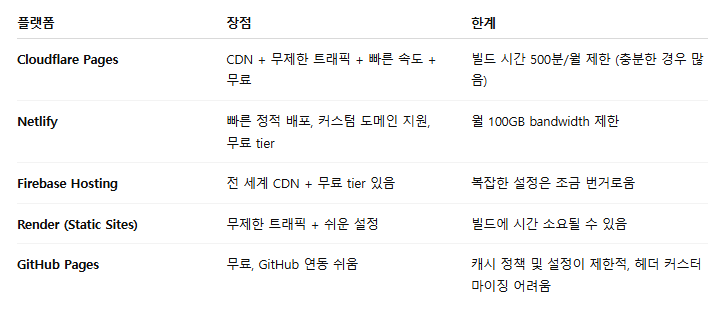 플랫폼 장점 한계
Cloudflare Pages CDN + 무제한 트래픽 + 빠른 속도 + 빌드 시간 500분/월 제한 (충분한 경우 많
무료 음)
Netlify 빠른 정적 배포, 커스텀 도메인 지원, 월 100GB bandwidth 제한
무료 tier
Firebase Hosting 전 세계 CDN + 무료 tier 있음 복잡한 설정은 조금 번거로움
Render (Static Sites) 무제한 트래픽 + 쉬운 설정 빌드에 시간 소요될 수 있음
GitHub Pages 무료, GitHub 연동 쉬움 캐시 정책 및 설정이 제한적, 헤더 커스터
마이징 어려움